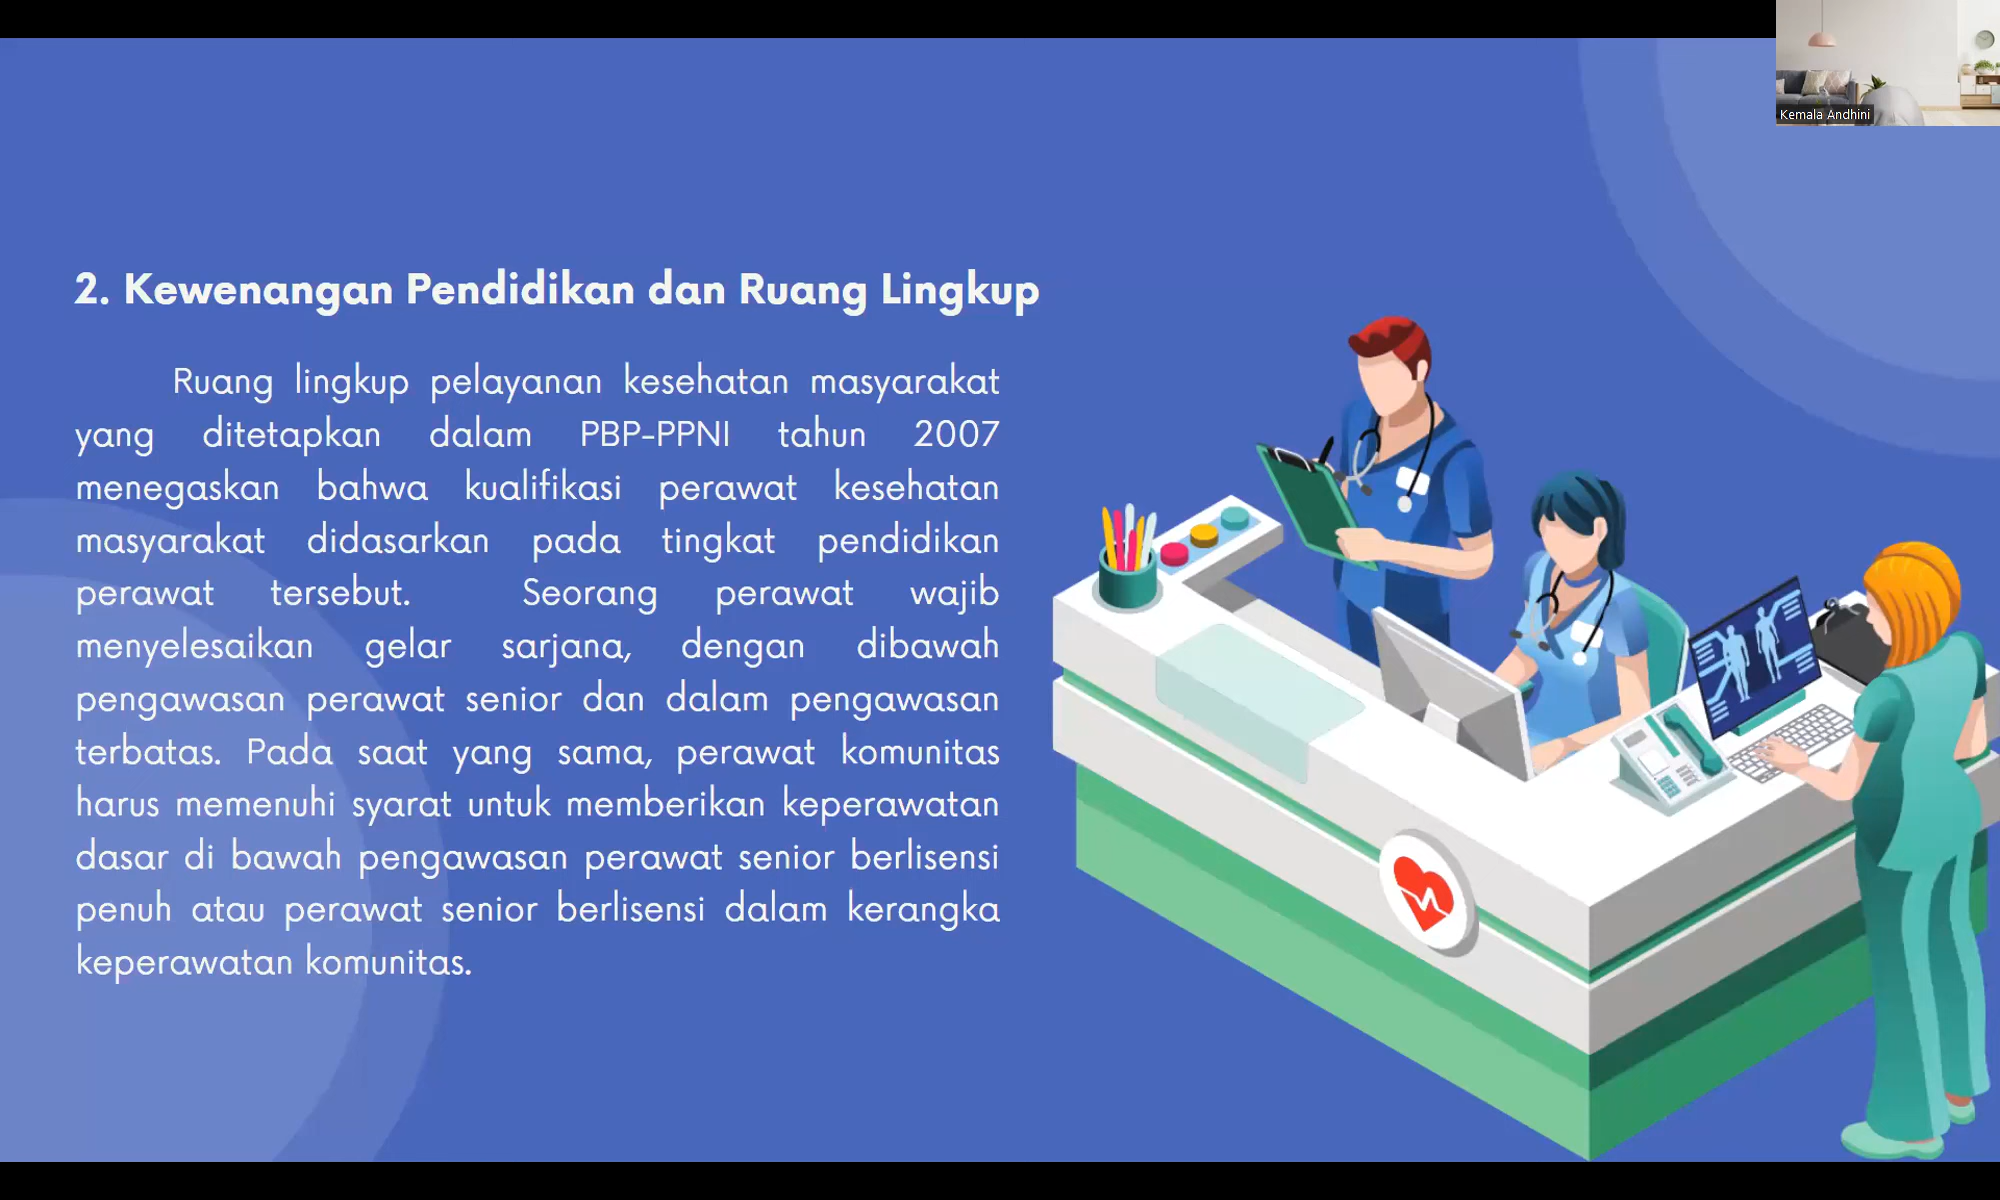 Kemala Andhini
2. Kewenangan Pendidikan dan Ruang Lingkup
Ruang lingkup pelayanan kesehatan masyarakat
yang ditetapkan dalam PBP-PPNI tahun 2007
menegaskan bahwa kualifikasi perawat kesehatan
masyarakat didasarkan pada tingkat pendidikan
perawat tersebut. Seorang perawat wajib
menyelesaikan gelar sarjana, dengan dibawah
pengawasan perawat senior dan dalam pengawasan
terbatas. Pada saat yang sama, perawat komunitas
harus memenuhi syarat untuk memberikan keperawatan
dasar di bawah pengawasan perawat senior berlisensi
penuh atau perawat senior berlisensi dalam kerangka
keperawatan komunitas.